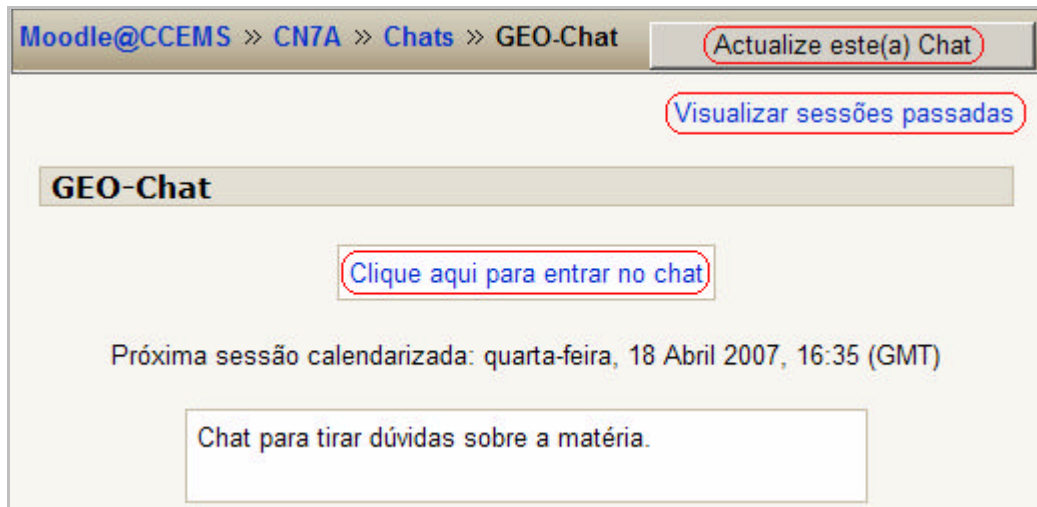 Moodle@CCEMS » CN7A » Chats » GEO-Chat Actualize este(a) Chat
Visualizar sessões passadas
GEO-Chat
Clique aqui para entrar no chat
Próxima sessão calendarizada: quarta-feira, 18 Abril 2007, 16:35 (GMT)
Chat para tirar dúvidas sobre a matéria.